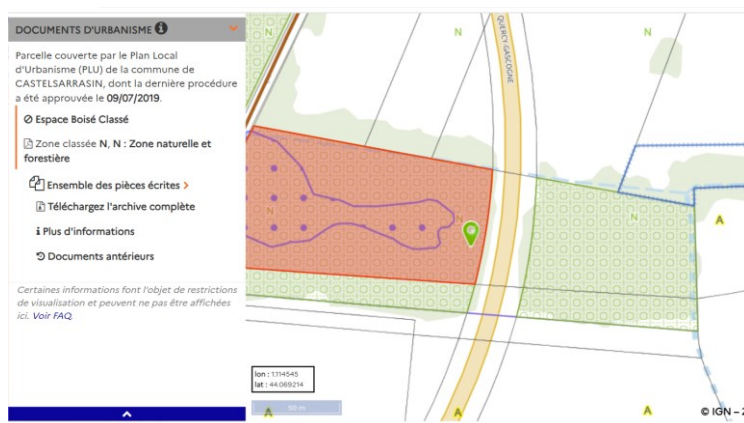 DOCUMENTS D'URBANISME
Parcelle couverte par le Plan Local
d'Urbanisme (PLU) de la commune de
CASTELSARRASIN, dont la dernière procédure
a été approuvée le 09/07/2019.
Espace Boisé Classé
Zone classée N, N : Zone naturelle et
forestière
Ensemble des pièces écrites >
Téléchargez l'archive complète
Plus d'informations
Documents antérieurs
Certaines informations font l'objet de restrictions
de visualisation et peuvent ne pas être affichées
ici. Voir FAQ.
N
N
N
QUERCY-GASCOGNE
N
N
N
A
lon : 1.114545
lat : 44.069214
50 m
A
A
A
© IGN – 2